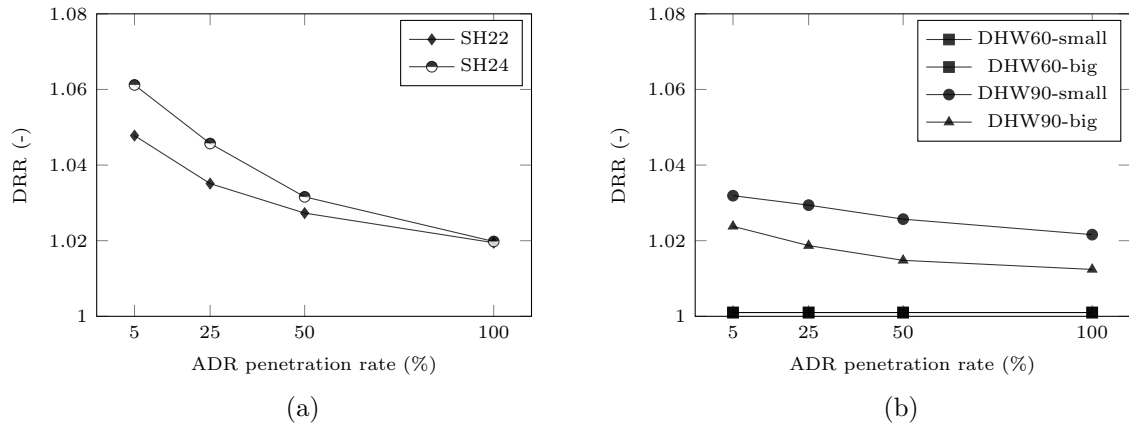 1.08
1.06
1.04
1.02
1
DRR (-)
5
25
50
100
ADR penetration rate (%)
SH22
SH24
(a)
1.08
1.06
1.04
1.02
1
DRR (-)
5
25
50
100
ADR penetration rate (%)
DHW60-small
DHW60-big
DHW90-small
DHW90-big
(b)